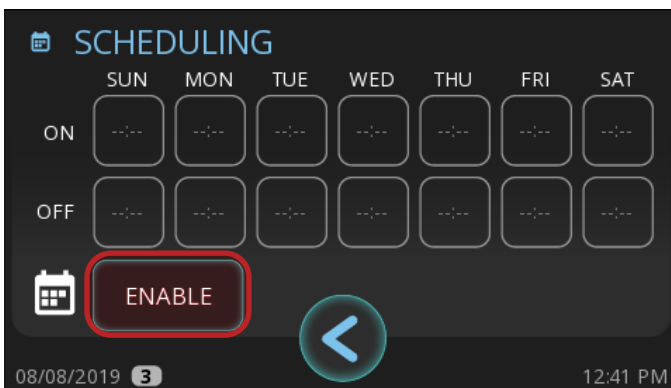 SCHEDULING
SUN MON TUE WED THU FRI SAT
ON --:-- --:-- --:-- --:-- --:-- --:-- --:--
OFF --:-- --:-- --:-- --:-- --:-- --:-- --:--
ENABLE
08/08/2019 3 12:41 PM